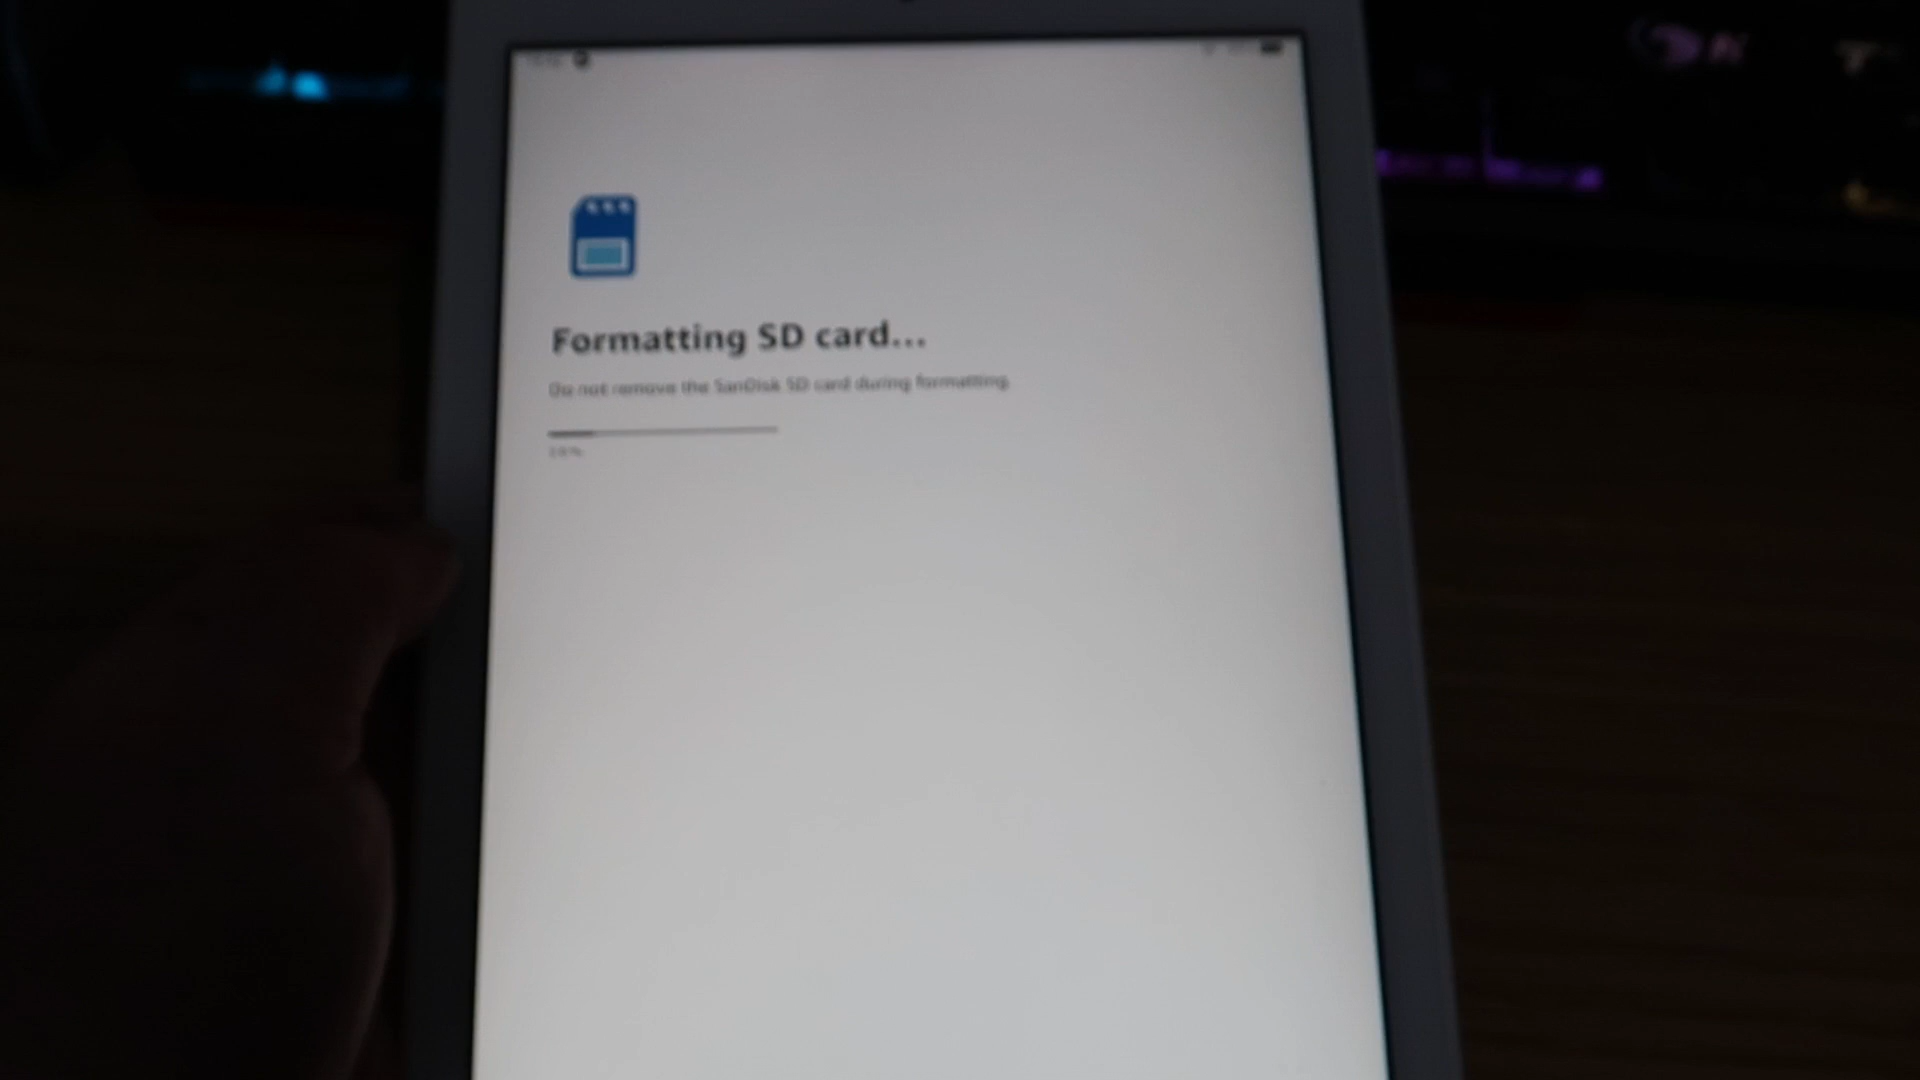 Formatting SD card...
Do not remove the SanDisk SD card during formatting.